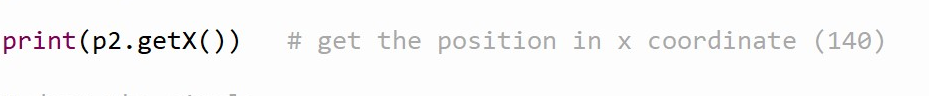 print(p2.getX())   # get the position in x coordinate (140)